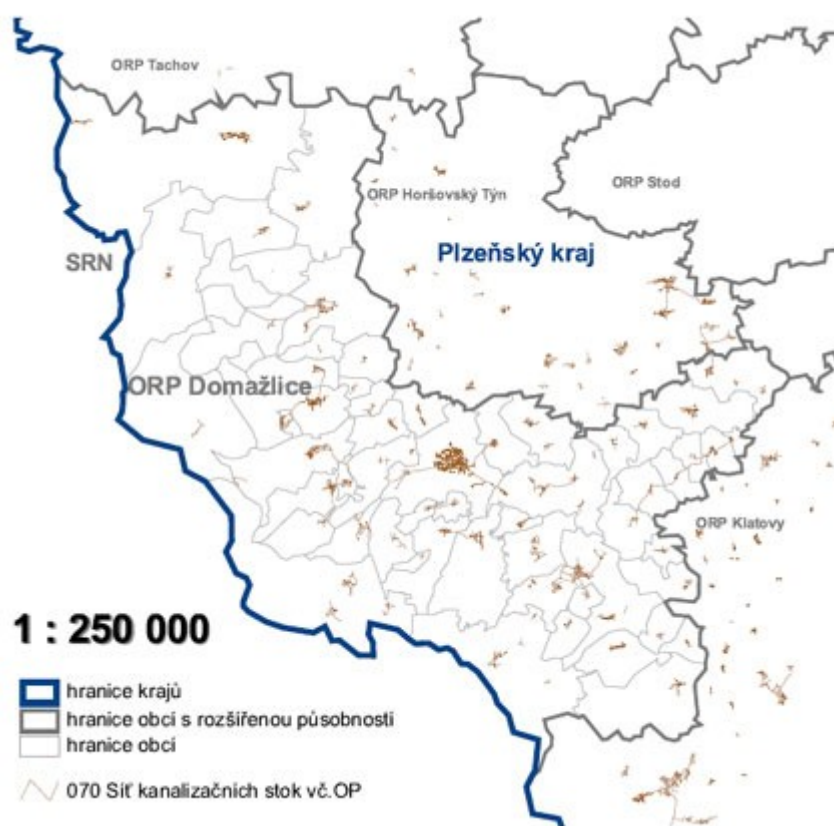 ORP Tachov
ORP Stod
ORP Horšovský Týn
Plzeňský kraj
SRN
ORP Domažlice
ORP Klatovy
1 : 250 000
hranice krajů
hranice obcí s rozšířenou působností
hranice obcí
070 Síť kanalizačních stok vč.OP